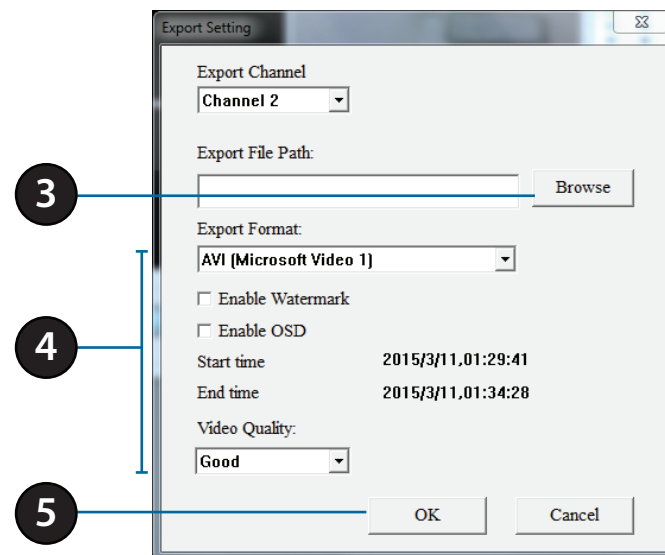 Export Setting
Export Channel
Channel 2
Export File Path:
3
Browse
Export Format:
AVI (Microsoft Video 1)
Enable Watermark
4
Enable OSD
Start time 2015/3/11,01:29:41
End time 2015/3/11,01:34:28
Video Quality:
Good
5
OK Cancel